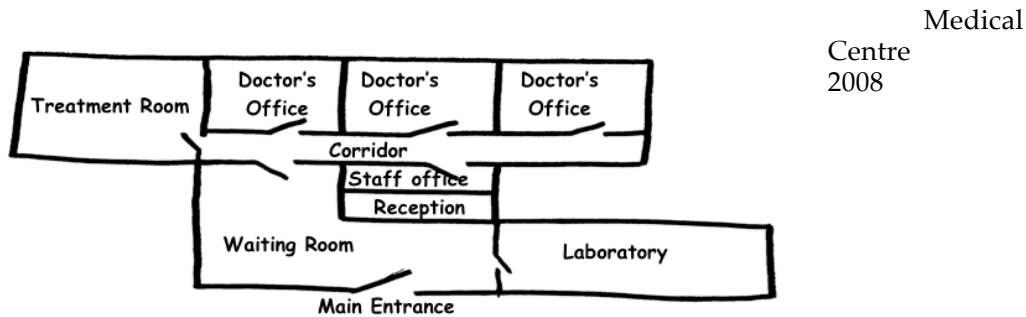 Medical
Centre
2008
Doctor's Doctor's Doctor's
Treatment Room Office Office Office
Corridor
Staff office
Reception
Waiting Room Laboratory
Main Entrance